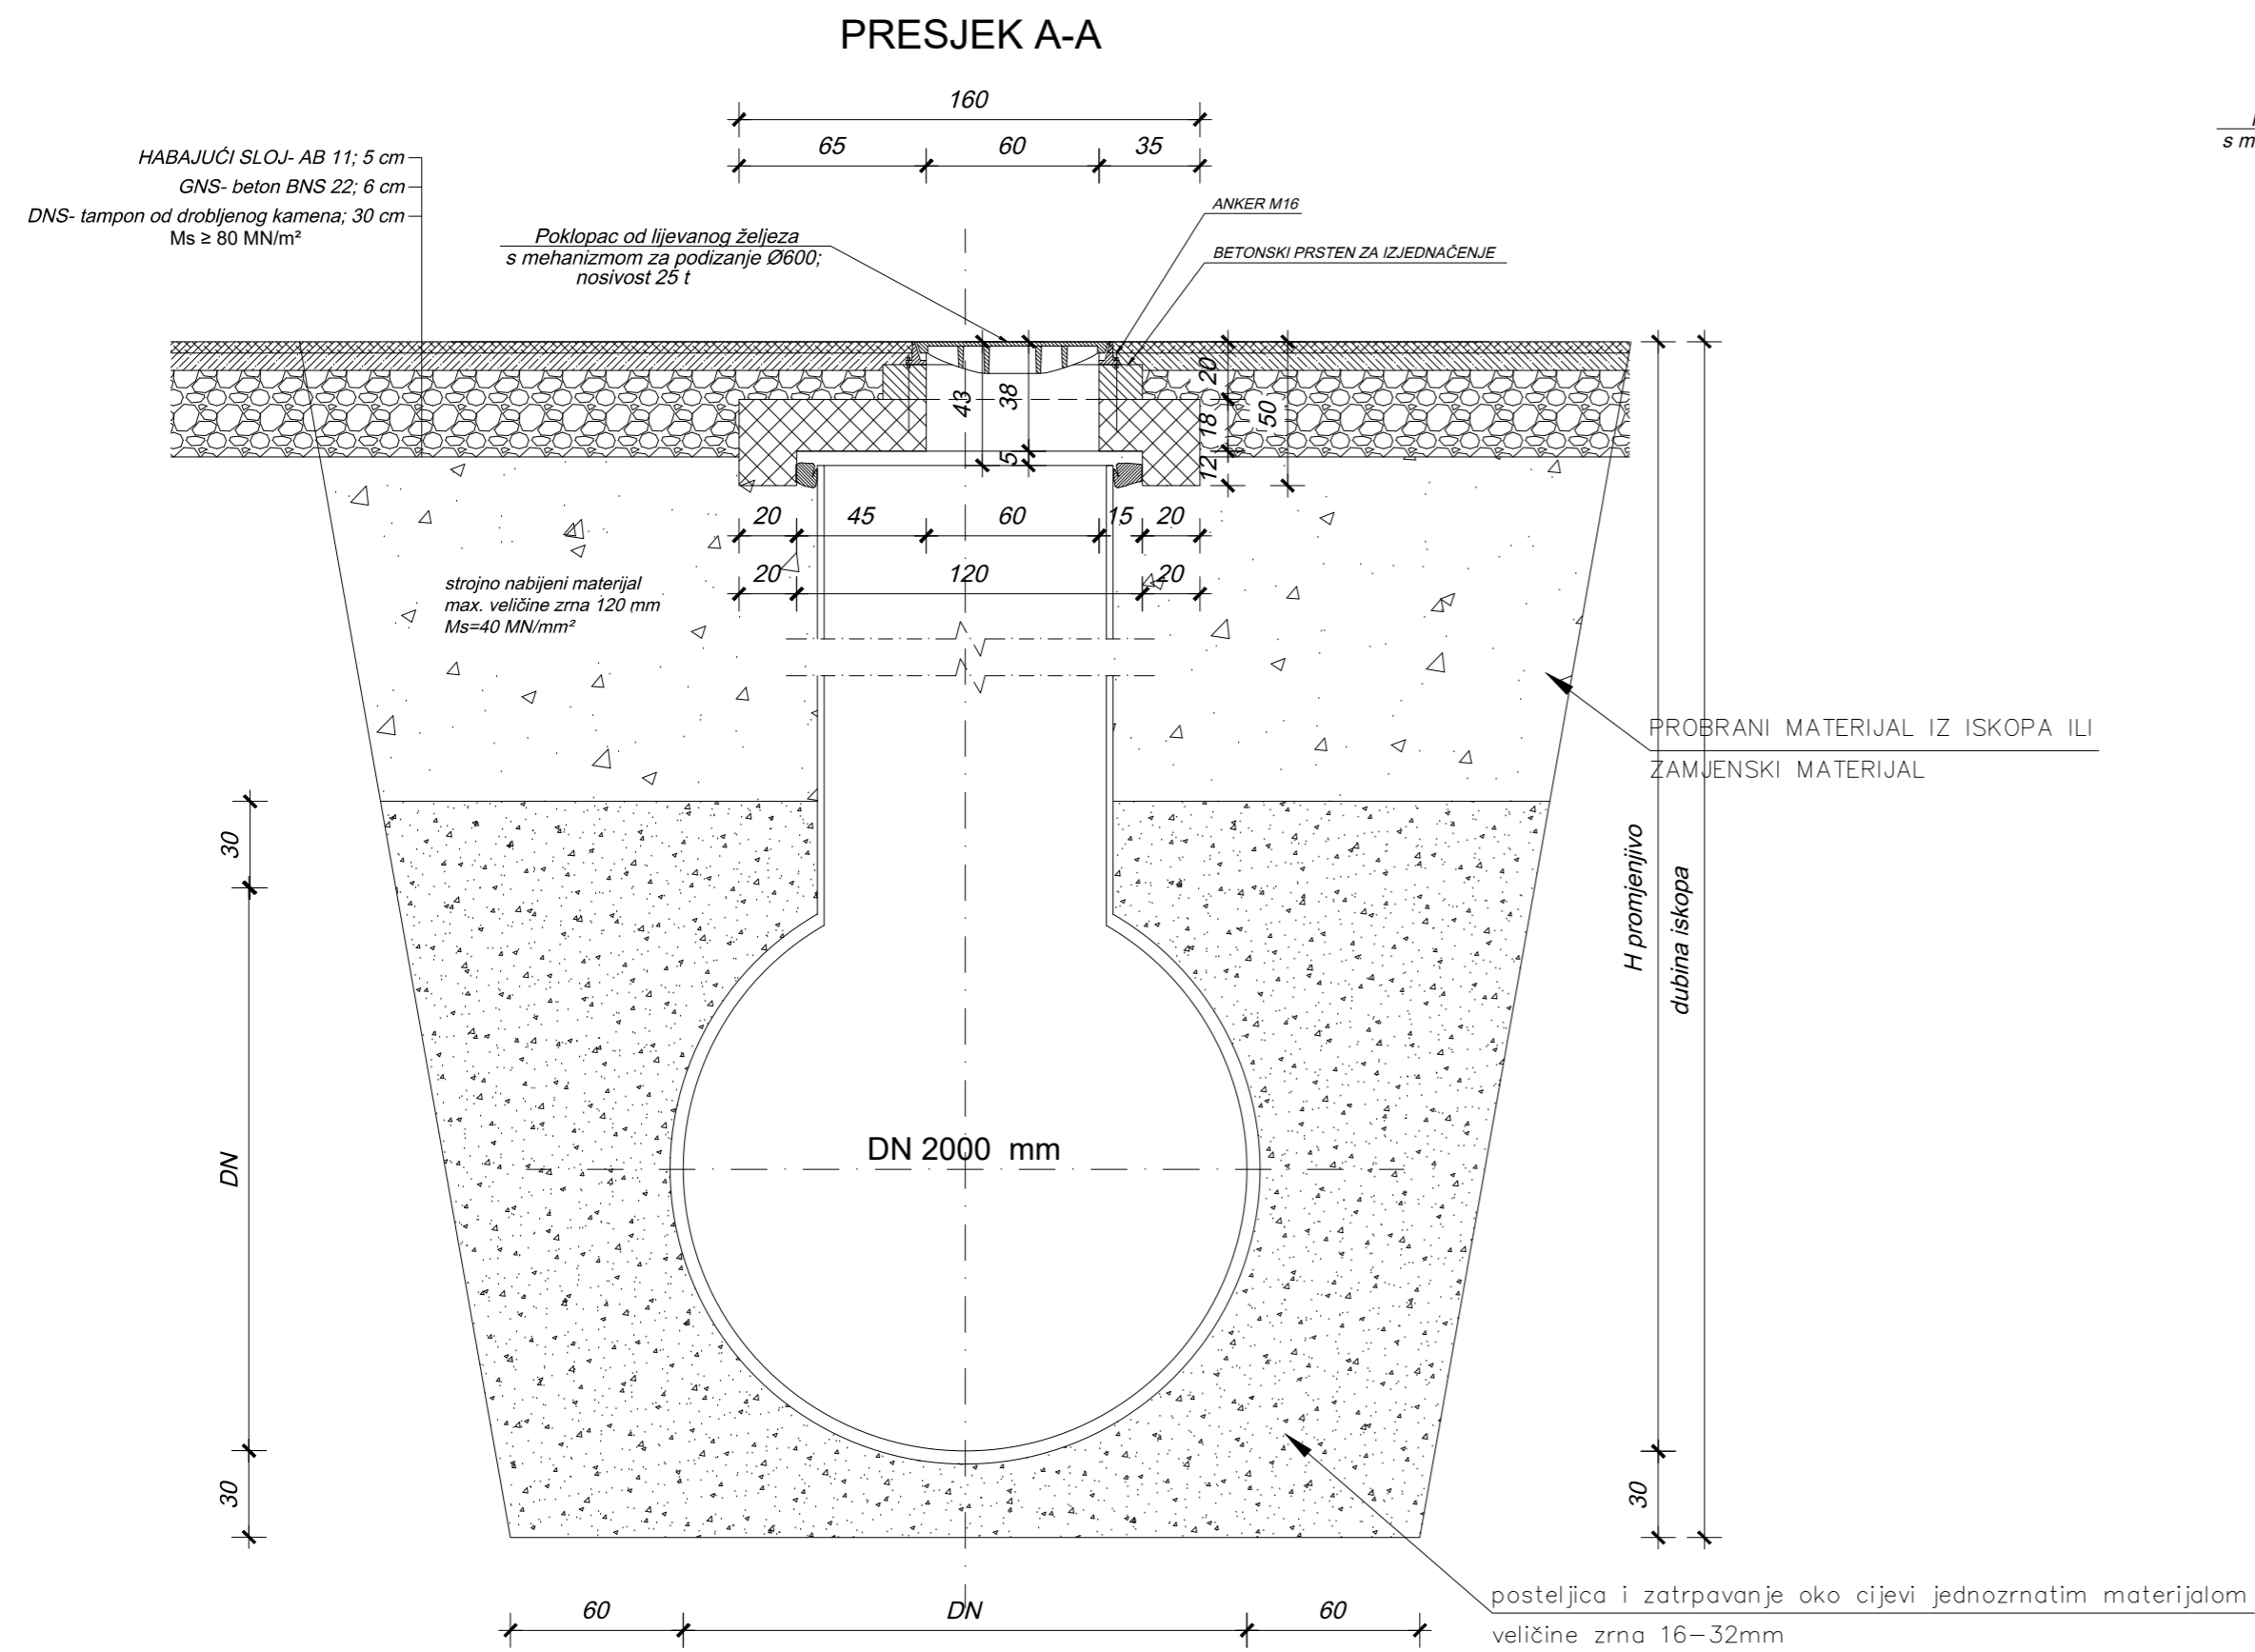 PRESJEK A-A
160
65 60 35
HABAJUĆI SLOJ- AB 11; 5 cm
GNS- beton BNS 22; 6 cm
DNS- tampon od drobljenog kamena; 30 cm
Ms ≥ 80 MN/m²
Poklopac od lijevanog željeza
s mehanizmom za podizanje Ø600;
nosivost 25 t
ANKER M16
BETONSKI PRSTEN ZA IZJEDNAČENJE
s m
43
38
5
20
18
12
50
20 45 60 15 20
20 120 20
strojno nabijeni materijal
max. veličine zrna 120 mm
Ms=40 MN/mm²
PROBRANI MATERIJAL IZ ISKOPA ILI
ZAMJENSKI MATERIJAL
30
DN
30
H promjenjivo
dubina iskopa
30
DN 2000 mm
60 DN 60
posteljica i zatrpavanje oko cijevi jednozrnatim materijalom
veličine zrna 16-32mm